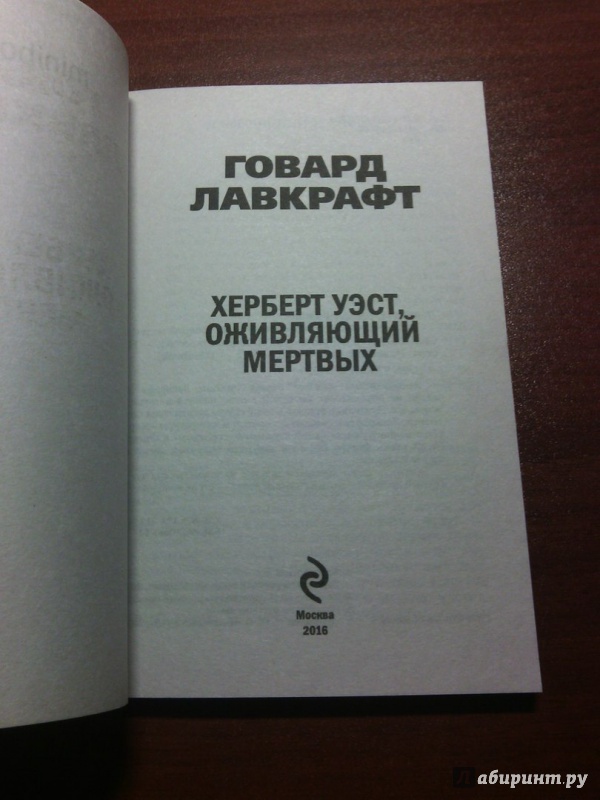 ГОВАРД
ЛАВКРАФТ
ХЕРБЕРТ УЭСТ,
ОЖИВЛЯЮЩИЙ
МЕРТВЫХ
Москва
2016
Лабиринт.ру